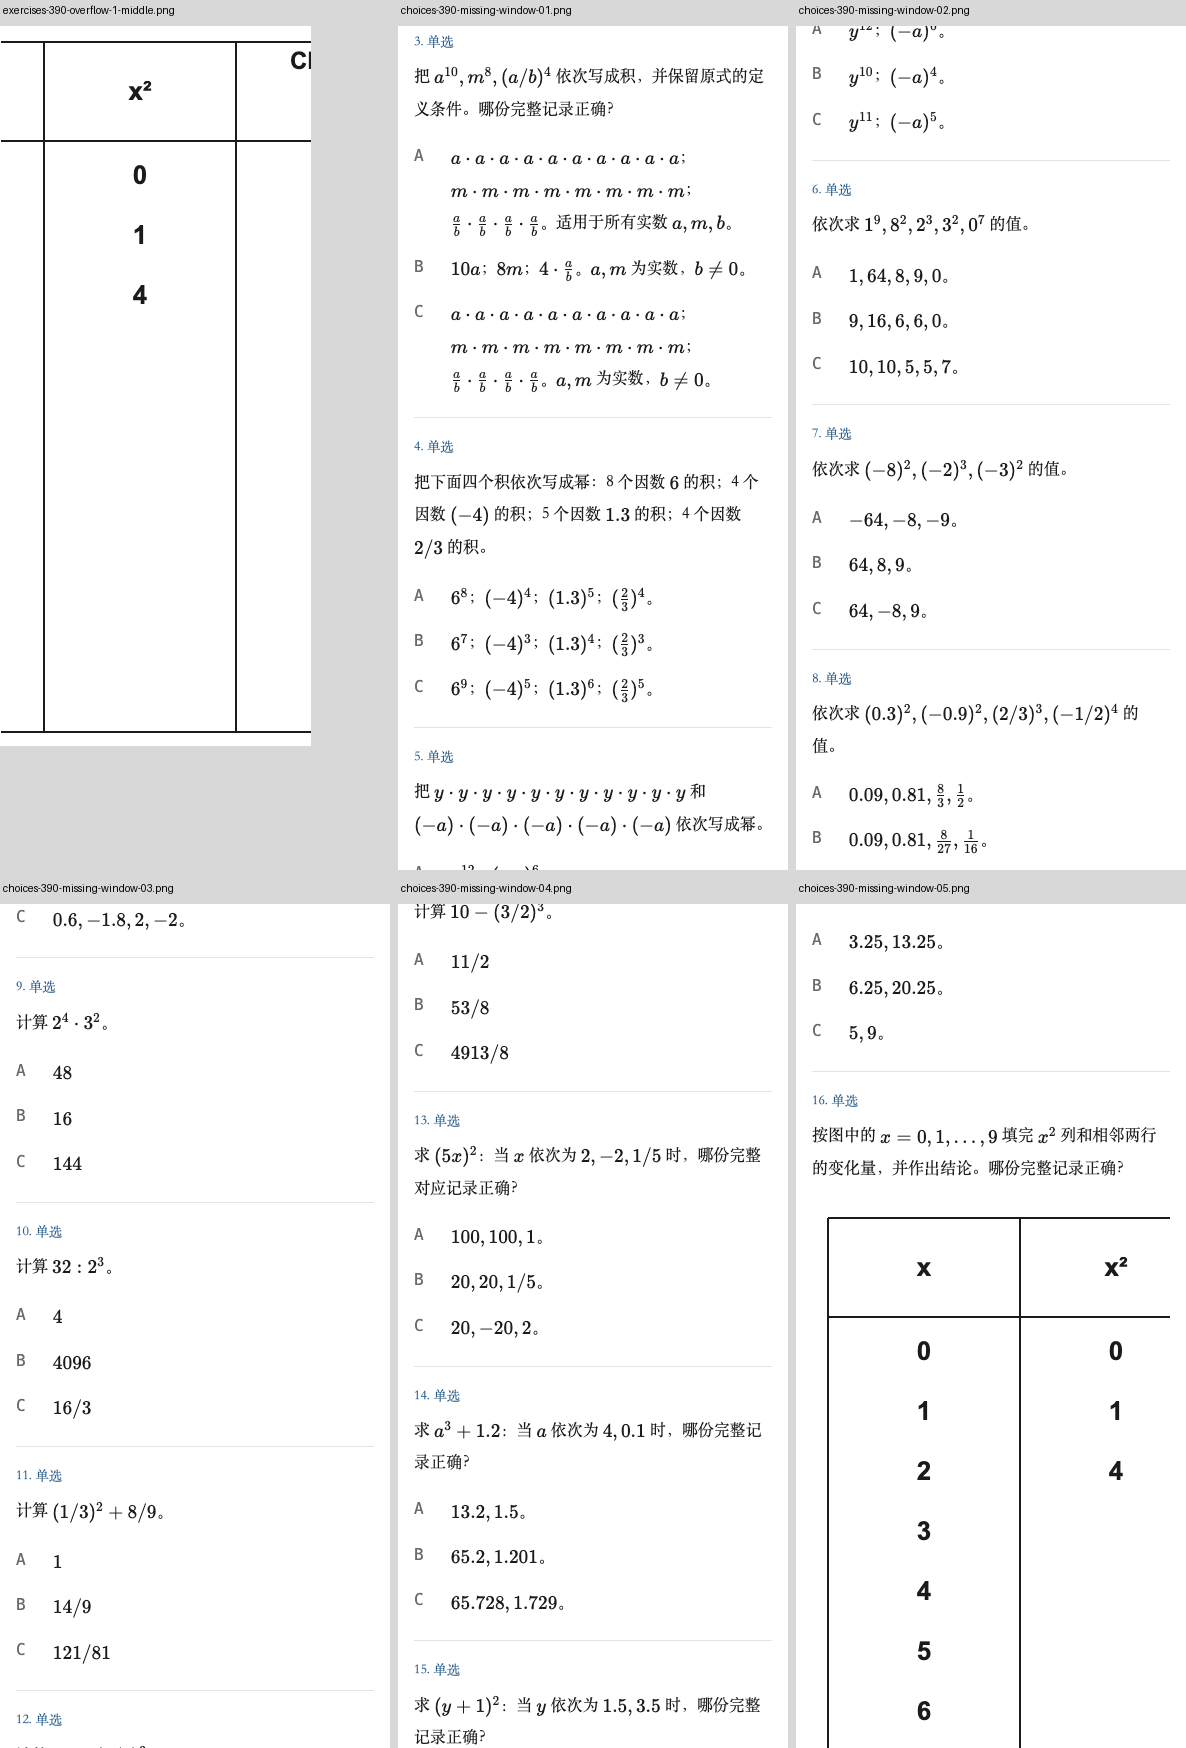 exercises-390-overflow-1-middle.png
x²
0
1
4
choices-390-missing-window-01.png
3. 单选
把 a^10, m^8, (a/b)^4 依次写成积，并保留原式的定
义条件。哪份完整记录正确？
A a · a · a · a · a · a · a · a · a · a；
m · m · m · m · m · m · m · m；
a/b · a/b · a/b · a/b。适用于所有实数 a, m, b。
B 10a；8m；4 · a/b。a, m 为实数，b ≠ 0。
C a · a · a · a · a · a · a · a · a · a；
m · m · m · m · m · m · m · m；
a/b · a/b · a/b · a/b。a, m 为实数，b ≠ 0。
4. 单选
把下面四个积依次写成幂：8 个因数 6 的积；4 个
因数 (−4) 的积；5 个因数 1.3 的积；4 个因数
2/3 的积。
A 6^8；(−4)^4；(1.3)^5；(2/3)^4。
B 6^7；(−4)^3；(1.3)^4；(2/3)^3。
C 6^9；(−4)^5；(1.3)^6；(2/3)^5。
5. 单选
把 y · y · y · y · y · y · y · y · y · y · y 和
(−a) · (−a) · (−a) · (−a) · (−a) 依次写成幂。
choices-390-missing-window-02.png
A y^12；(−a)^6。
B y^10；(−a)^4。
C y^11；(−a)^5。
6. 单选
依次求 1^9, 8^2, 2^3, 3^2, 0^7 的值。
A 1, 64, 8, 9, 0。
B 9, 16, 6, 6, 0。
C 10, 10, 5, 5, 7。
7. 单选
依次求 (−8)^2, (−2)^3, (−3)^2 的值。
A −64, −8, −9。
B 64, 8, 9。
C 64, −8, 9。
8. 单选
依次求 (0.3)^2, (−0.9)^2, (2/3)^3, (−1/2)^4 的
值。
A 0.09, 0.81, 8/3, 1/2。
B 0.09, 0.81, 8/27, 1/16。
choices-390-missing-window-03.png
C 0.6, −1.8, 2, −2。
9. 单选
计算 2^4 · 3^2。
A 48
B 16
C 144
10. 单选
计算 32 : 2^3。
A 4
B 4096
C 16/3
11. 单选
计算 (1/3)^2 + 8/9。
A 1
B 14/9
C 121/81
12. 单选
choices-390-missing-window-04.png
计算 10 − (3/2)^3。
A 11/2
B 53/8
C 4913/8
13. 单选
求 (5x)^2：当 x 依次为 2, −2, 1/5 时，哪份完整
对应记录正确？
A 100, 100, 1。
B 20, 20, 1/5。
C 20, −20, 2。
14. 单选
求 a^3 + 1.2：当 a 依次为 4, 0.1 时，哪份完整记
录正确？
A 13.2, 1.5。
B 65.2, 1.201。
C 65.728, 1.729。
15. 单选
求 (y + 1)^2：当 y 依次为 1.5, 3.5 时，哪份完整
记录正确？
choices-390-missing-window-05.png
A 3.25, 13.25。
B 6.25, 20.25。
C 5, 9。
16. 单选
按图中的 x = 0, 1, . . . , 9 填完 x^2 列和相邻两行
的变化量，并作出结论。哪份完整记录正确？
x x²
0 0
1 1
2 4
3
4
5
6